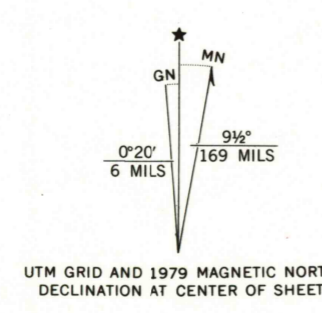 MN
GN
9½°
0°20'
169 MILS
6 MILS
UTM GRID AND 1979 MAGNETIC NORT
DECLINATION AT CENTER OF SHEET